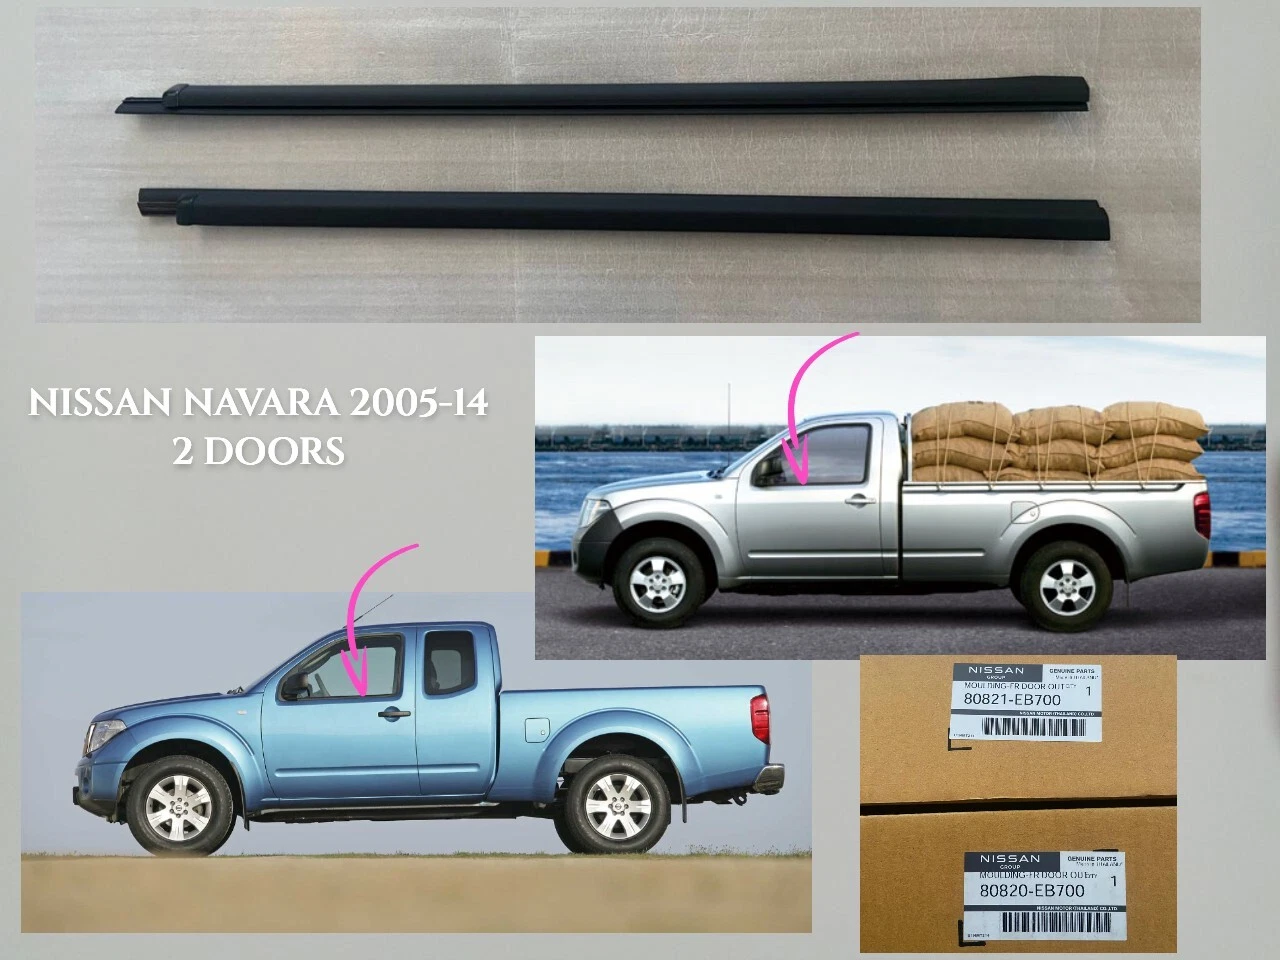 NISSAN NAVARA 2005-14
2 DOORS
NISSAN
GROUP
GENUINE PARTS
MOULDING-FR DOOR OUT
80821-EB700
1
NISSAN MOTOR (THAILAND) CO.,LTD
NISSAN
GROUP
GENUINE PARTS
MOULDING-FR DOOR OUT
80820-EB700
1
NISSAN MOTOR (THAILAND) CO.,LTD